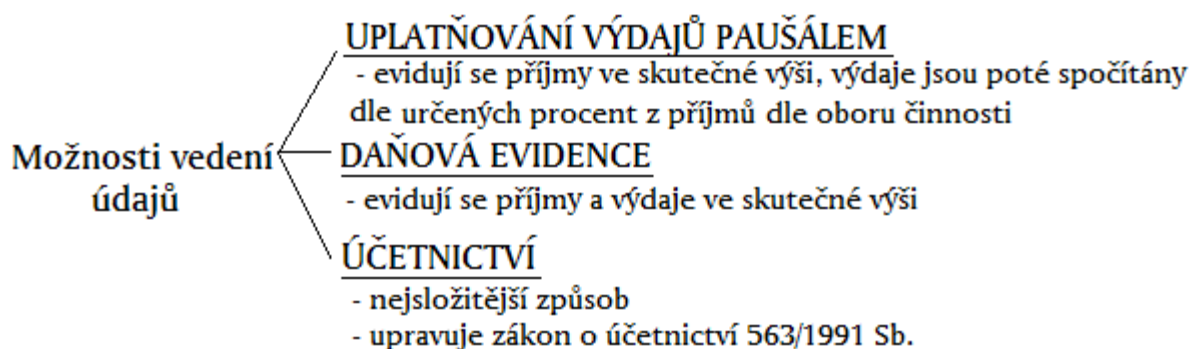 UPLATŇOVÁNÍ VÝDAJŮ PAUŠÁLEM
- evidují se příjmy ve skutečné výši, výdaje jsou poté spočítány
dle určených procent z příjmů dle oboru činnosti
Možnosti vedení
údajů
DAŇOVÁ EVIDENCE
- evidují se příjmy a výdaje ve skutečné výši
ÚČETNICTVÍ
- nejsložitější způsob
- upravuje zákon o účetnictví 563/1991 Sb.